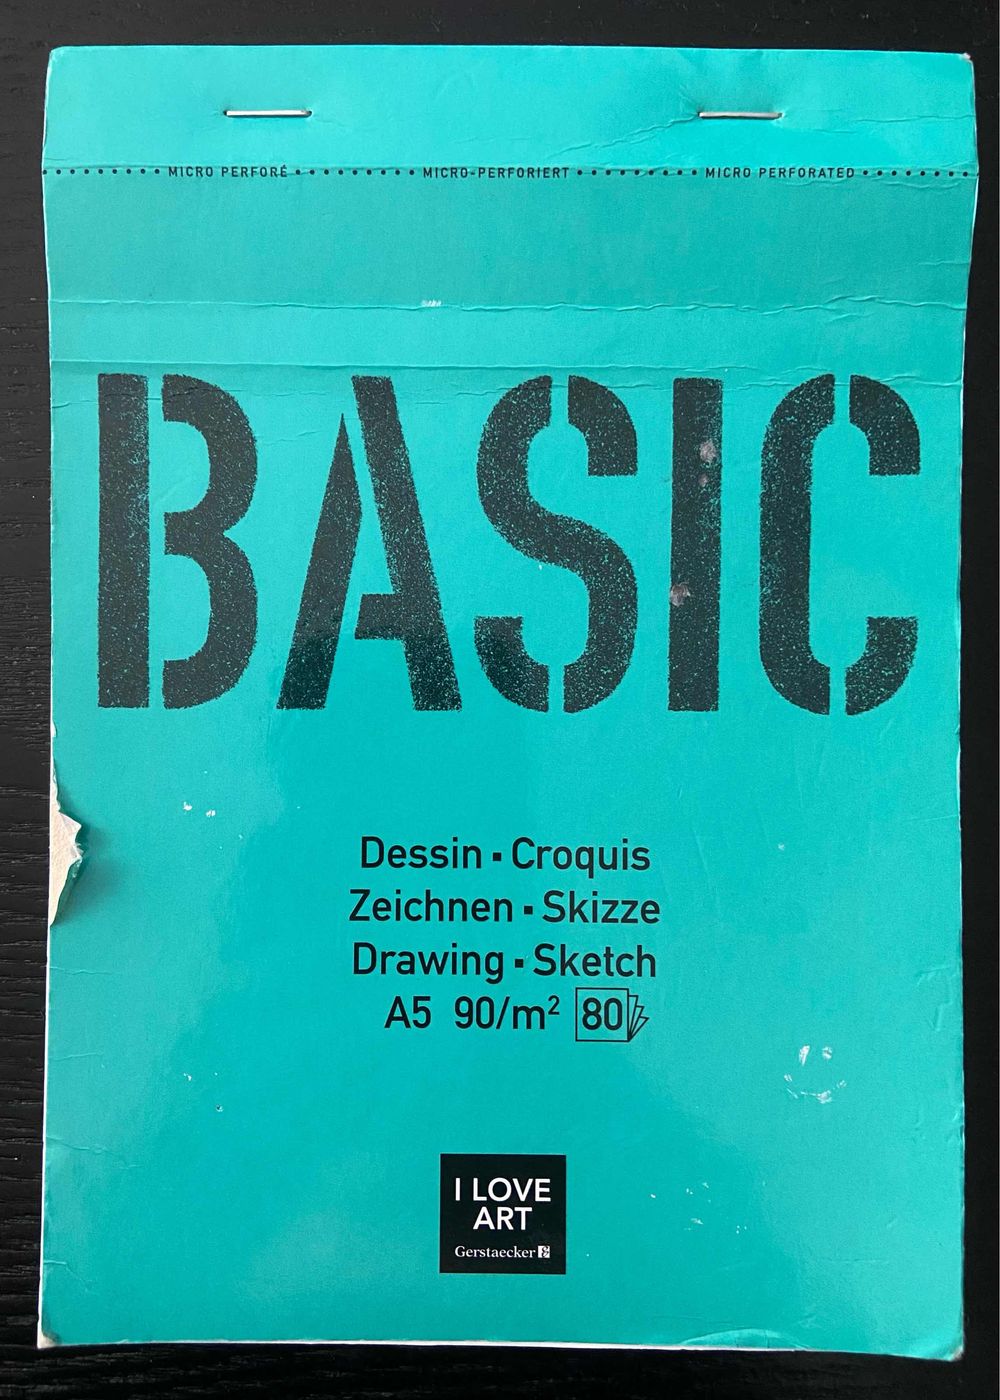 MICRO PERFORÉ MICRO-PERFORIERT MICRO PERFORATED
BASIC
Dessin ▪ Croquis
Zeichnen ▪ Skizze
Drawing ▪ Sketch
A5 90/m² 80
I LOVE
ART
Gerstaecker